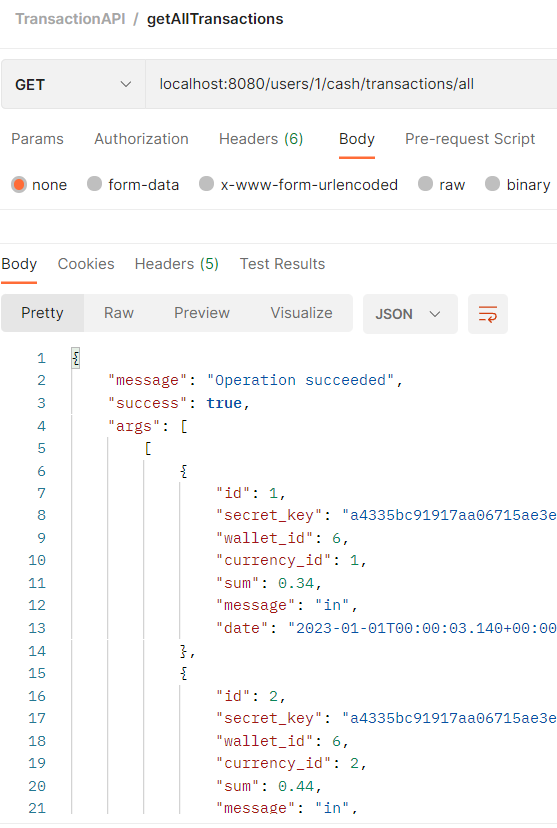 TransactionAPI / getAllTransactions
GET localhost:8080/users/1/cash/transactions/all
Params Authorization Headers (6) Body Pre-request Script
none form-data x-www-form-urlencoded raw binary
Body Cookies Headers (5) Test Results
Pretty Raw Preview Visualize JSON
1 {
2 "message": "Operation succeeded",
3 "success": true,
4 "args": [
5 [
6 {
7 "id": 1,
8 "secret_key": "a4335bc91917aa06715ae3e
9 "wallet_id": 6,
10 "currency_id": 1,
11 "sum": 0.34,
12 "message": "in",
13 "date": "2023-01-01T00:00:03.140+00:00
14 },
15 {
16 "id": 2,
17 "secret_key": "a4335bc91917aa06715ae3e
18 "wallet_id": 6,
19 "currency_id": 2,
20 "sum": 0.44,
21 "message": "in",